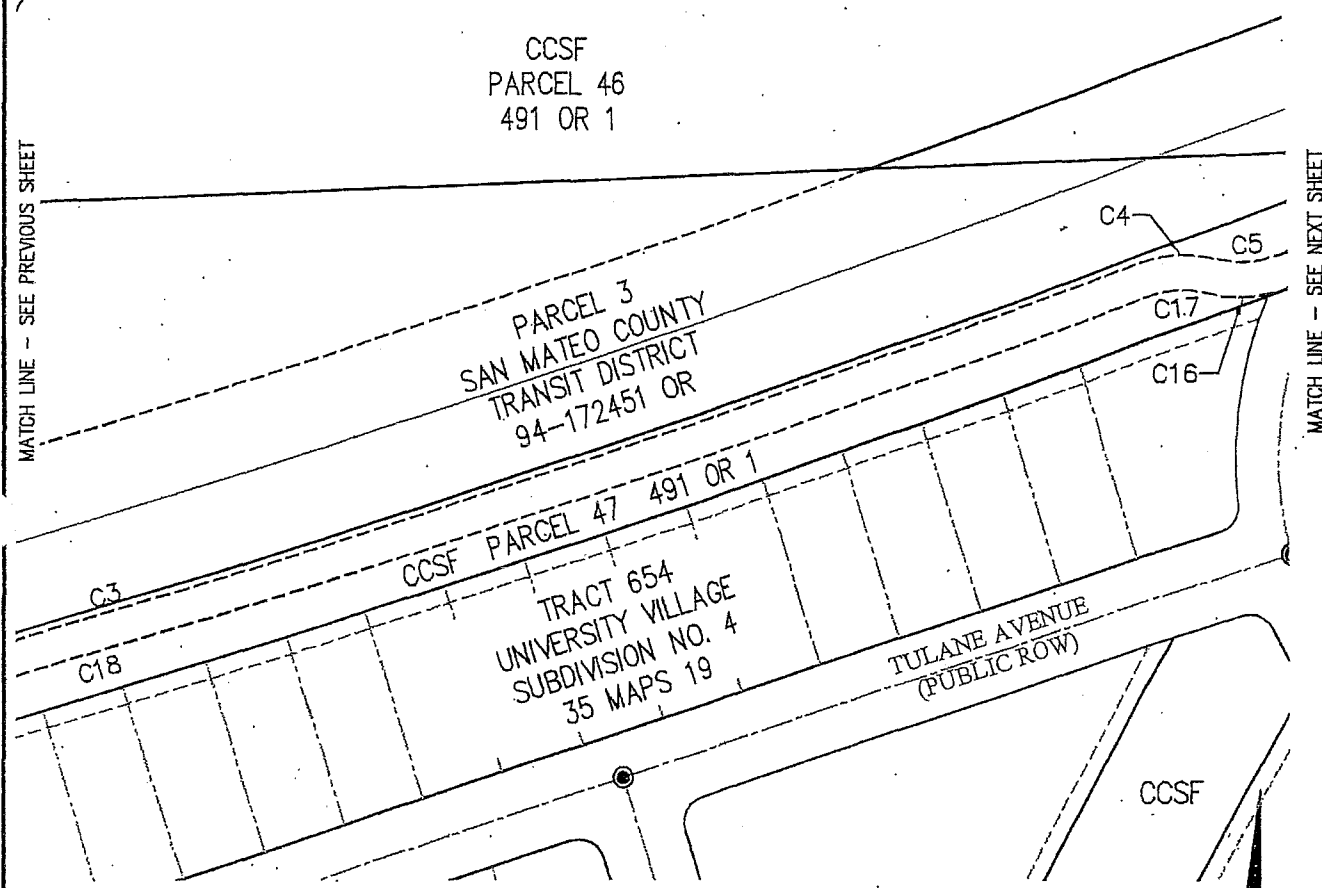 CCSF
PARCEL 46
491 OR 1
MATCH LINE - SEE PREVIOUS SHEET
MATCH LINE - SEE NEXT SHEET
C4
C5
PARCEL 3
SAN MATEO COUNTY
TRANSIT DISTRICT
94-172451 OR
C17
C16
CCSF PARCEL 47 491 OR 1
C3
C18
TRACT 654
UNIVERSITY VILLAGE
SUBDIVISION NO. 4
35 MAPS 19
TULANE AVENUE
(PUBLIC ROW)
CCSF